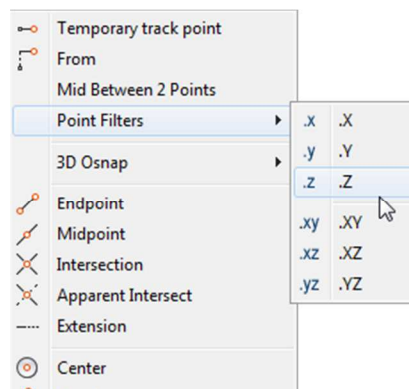 Temporary track point
From
Mid Between 2 Points
Point Filters
3D Osnap
Endpoint
Midpoint
Intersection
Apparent Intersect
Extension
Center
.x .X
.y .Y
.z .Z
.xy .XY
.xz .XZ
.yz .YZ